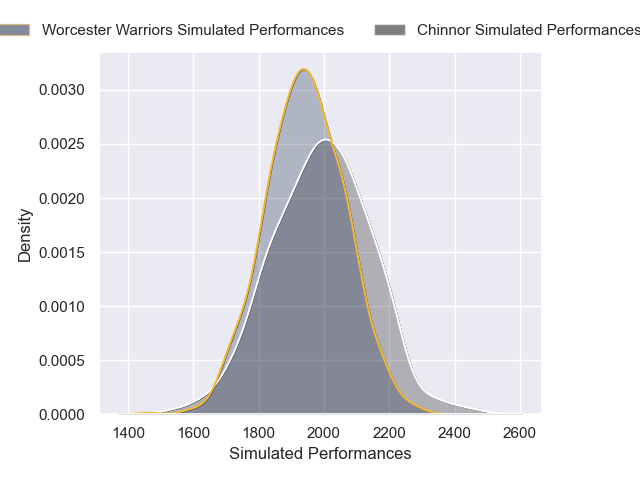 Worcester Warriors Simulated Performances
Chinnor Simulated Performances
0.0030
0.0025
0.0020
0.0015
0.0010
0.0005
0.0000
Density
1400 1600 1800 2000 2200 2400 2600
Simulated Performances